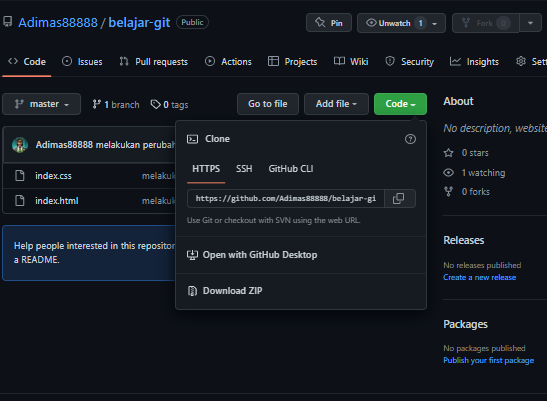 Adimas88888 / belajar-git Public
Pin Unwatch 1 Fork 0
Code Issues Pull requests Actions Projects Wiki Security Insights Sett
master 1 branch 0 tags Go to file Add file Code
Adimas88888 melakukan perubah
index.css melakuk
index.html melakuk
Help people interested in this repositor
a README.
Clone
HTTPS SSH GitHub CLI
https://github.com/Adimas88888/belajar-gi
Use Git or checkout with SVN using the web URL.
Open with GitHub Desktop
Download ZIP
About
No description, website
0 stars
1 watching
0 forks
Releases
No releases published
Create a new release
Packages
No packages published
Publish your first package